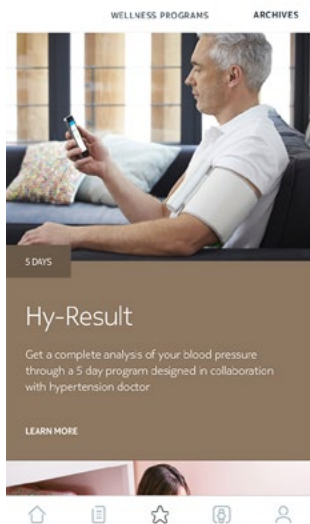 WELLNESS PROGRAMS ARCHIVES
5 DAYS
Hy-Result
Get a complete analysis of your blood pressure
through a 5 day program designed in collaboration
with hypertension doctor
LEARN MORE